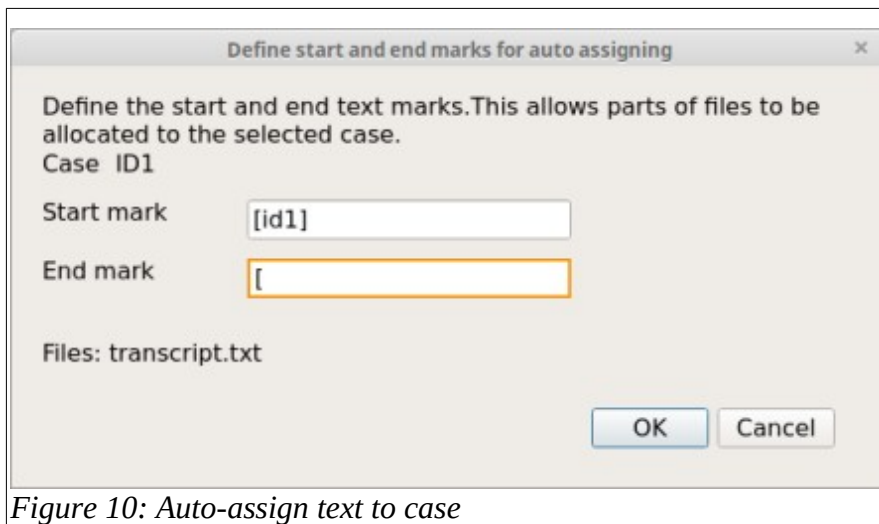 Define start and end marks for auto assigning
×
Define the start and end text marks.This allows parts of files to be
allocated to the selected case.
Case ID1
Start mark [id1]
End mark [
Files: transcript.txt
OK Cancel
Figure 10: Auto-assign text to case